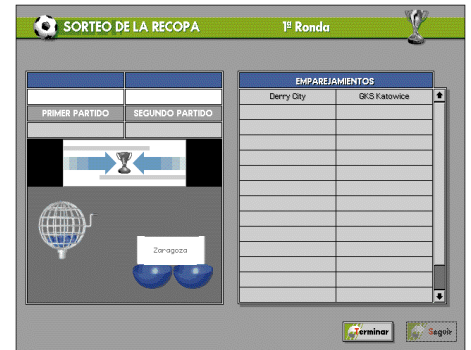 SORTEO DE LA RECOPA 1ª Ronda
EMPAREJAMIENTOS
Derry City GKS Katowice
PRIMER PARTIDO SEGUNDO PARTIDO
Zaragoza
Terminar Seguir